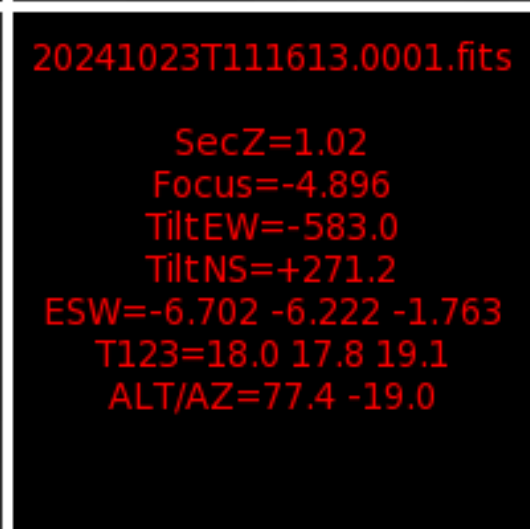 20241023T111613.0001.fits
SecZ=1.02
Focus=-4.896
TiltEW=-583.0
TiltNS=+271.2
ESW=-6.702 -6.222 -1.763
T123=18.0 17.8 19.1
ALT/AZ=77.4 -19.0